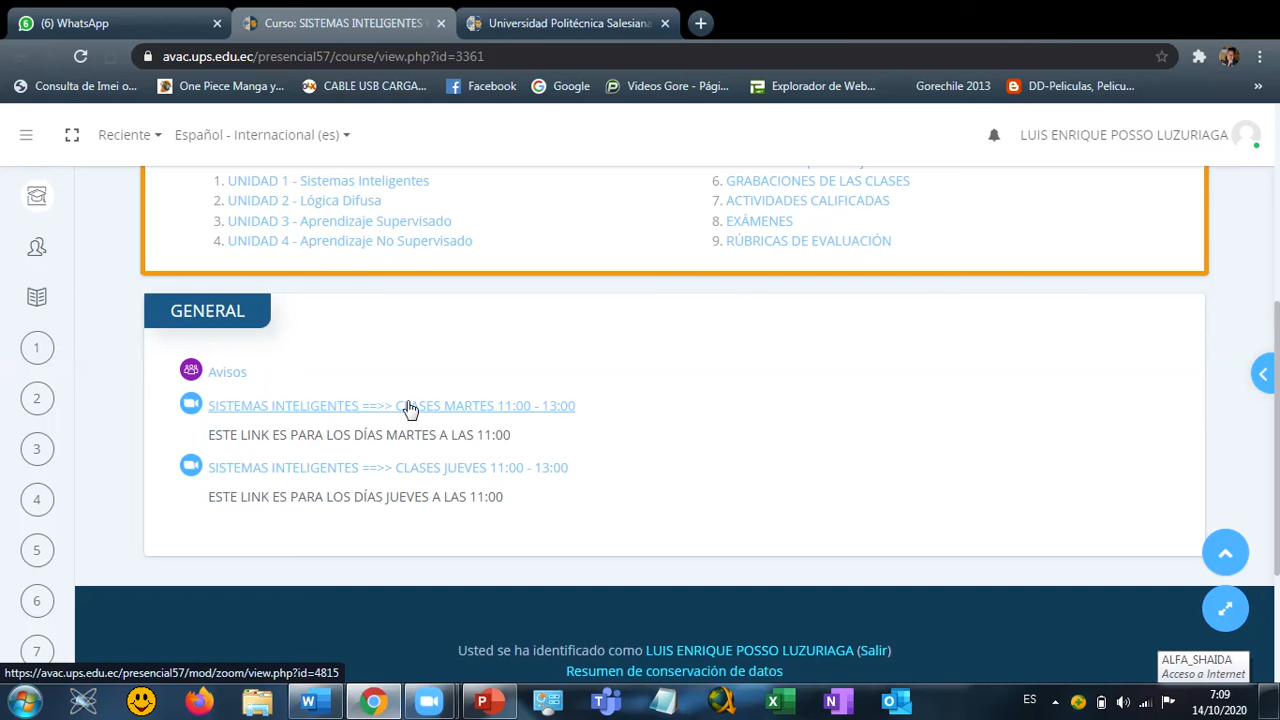 (6) WhatsApp
Curso: SISTEMAS INTELIGENTES
Universidad Politécnica Salesiana
avac.ups.edu.ec/presencial57/course/view.php?id=3361
Consulta de Imei o...
One Piece Manga y...
CABLE USB CARGA...
Facebook
Google
Videos Gore - Pág...
Explorador de Web...
Gorechile 2013
DD-Peliculas, Pelicu...
»
Reciente
Español - Internacional (es)
LUIS ENRIQUE POSSO LUZURIAGA
1. UNIDAD 1 - Sistemas Inteligentes
2. UNIDAD 2 - Lógica Difusa
3. UNIDAD 3 - Aprendizaje Supervisado
4. UNIDAD 4 - Aprendizaje No Supervisado
6. GRABACIONES DE LAS CLASES
7. ACTIVIDADES CALIFICADAS
8. EXÁMENES
9. RÚBRICAS DE EVALUACIÓN
GENERAL
Avisos
SISTEMAS INTELIGENTES ==>> CLASES MARTES 11:00 - 13:00
ESTE LINK ES PARA LOS DÍAS MARTES A LAS 11:00
SISTEMAS INTELIGENTES ==>> CLASES JUEVES 11:00 - 13:00
ESTE LINK ES PARA LOS DÍAS JUEVES A LAS 11:00
1
2
3
4
5
6
7
Usted se ha identificado como LUIS ENRIQUE POSSO LUZURIAGA (Salir)
Resumen de conservación de datos
https://avac.ups.edu.ec/presencial57/mod/zoom/view.php?id=4815
ALFA_SHAIDA
Acceso a Internet
ES
7:09
14/10/2020